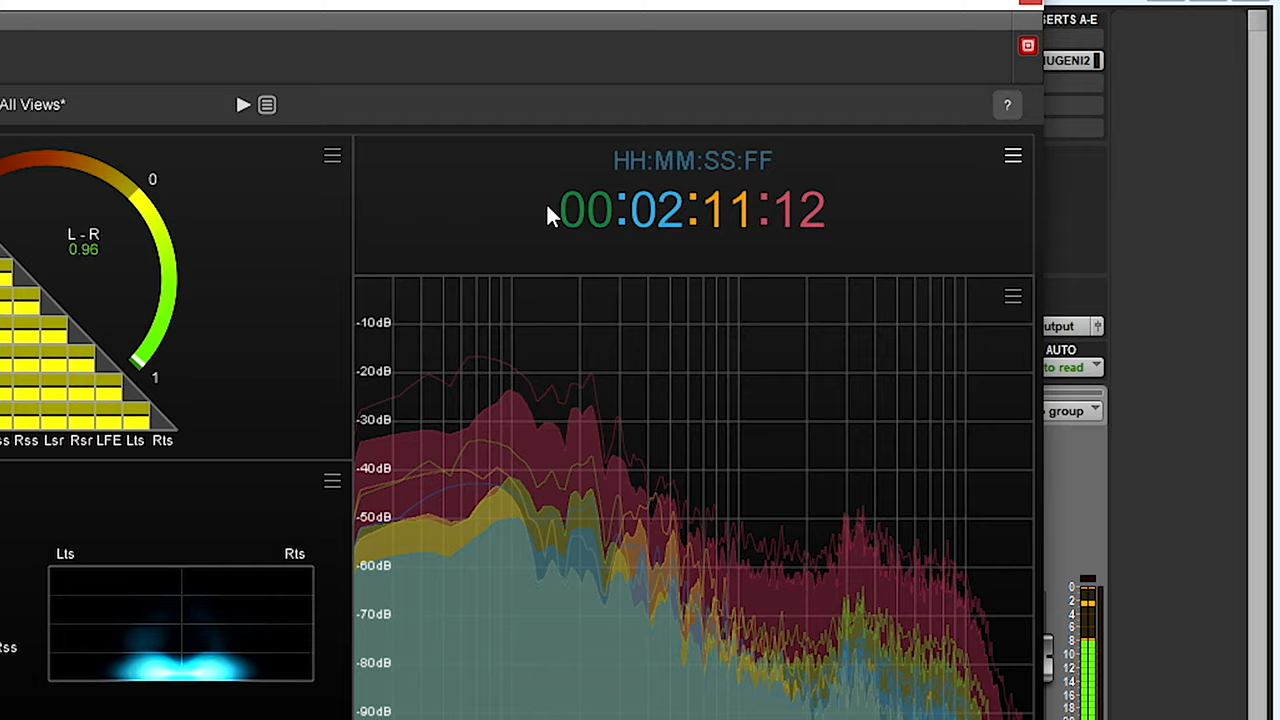 SERTS A-E
NUGENI2
All Views*
?
HH:MM:SS:FF
00:02:11:12
0
L - R
0.96
1
ss Rss Lsr Rsr LFE Lts Rts
-10dB
-20dB
-30dB
-40dB
-50dB
-60dB
-70dB
-80dB
-90dB
utput
AUTO
to read
group
Lts Rts
Rss
0
2
4
6
8
10
12
14
16
18